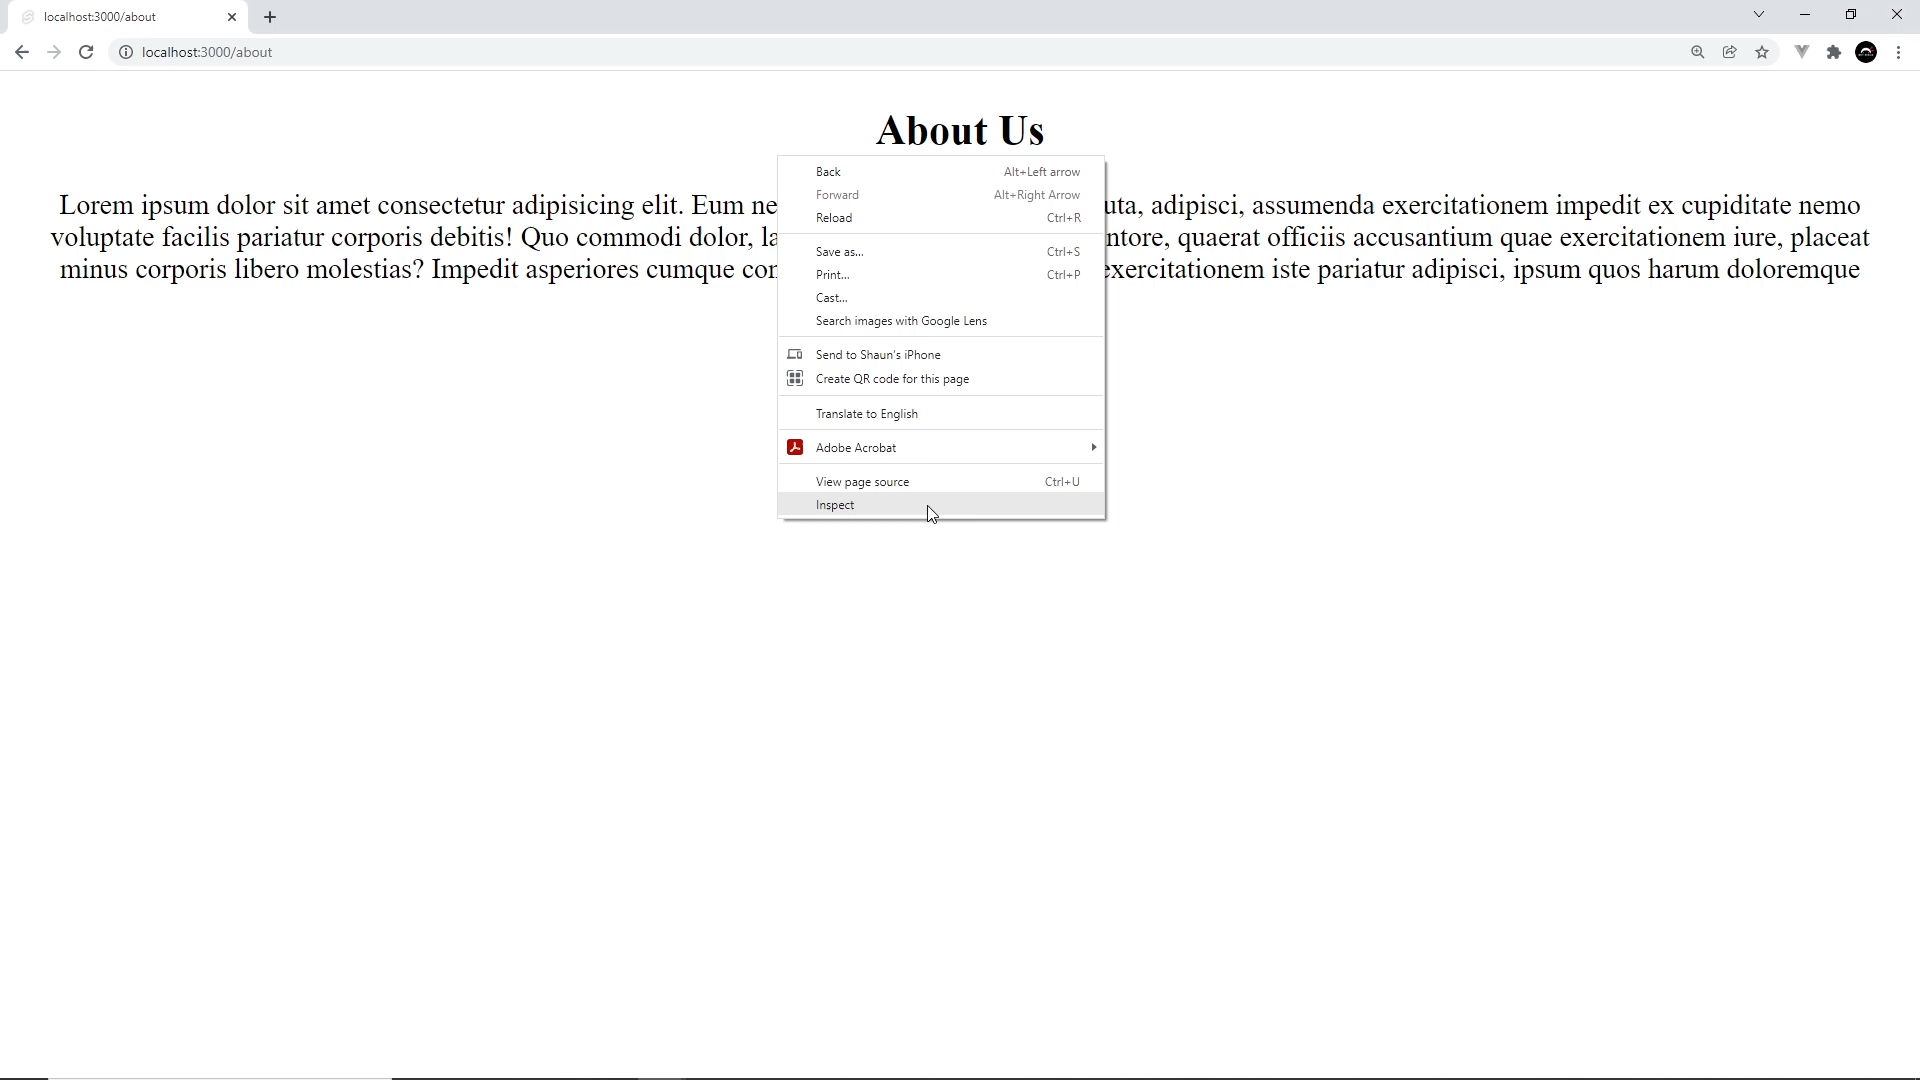 localhost:3000/about
localhost:3000/about
About Us
Back Alt+Left arrow
Forward Alt+Right Arrow
Reload Ctrl+R
Save as... Ctrl+S
Print... Ctrl+P
Cast...
Search images with Google Lens
Send to Shaun's iPhone
Create QR code for this page
Translate to English
Adobe Acrobat
View page source Ctrl+U
Inspect
Lorem ipsum dolor sit amet consectetur adipisicing elit. Eum ne uta, adipisci, assumenda exercitationem impedit ex cupiditate nemo
voluptate facilis pariatur corporis debitis! Quo commodi dolor, la ntore, quaerat officiis accusantium quae exercitationem iure, placeat
minus corporis libero molestias? Impedit asperiores cumque con exercitationem iste pariatur adipisci, ipsum quos harum doloremque